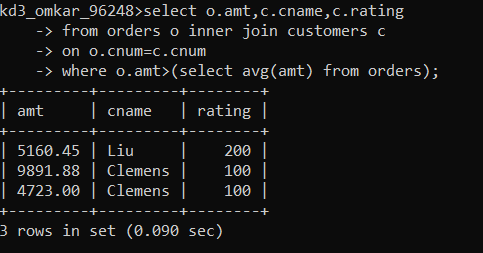 kd3_omkar_96248>select o.amt,c.cname,c.rating
    -> from orders o inner join customers c
    -> on o.cnum=c.cnum
    -> where o.amt>(select avg(amt) from orders);
+---------+---------+--------+
| amt     | cname   | rating |
+---------+---------+--------+
| 5160.45 | Liu     |    200 |
| 9891.88 | Clemens |    100 |
| 4723.00 | Clemens |    100 |
+---------+---------+--------+
3 rows in set (0.090 sec)